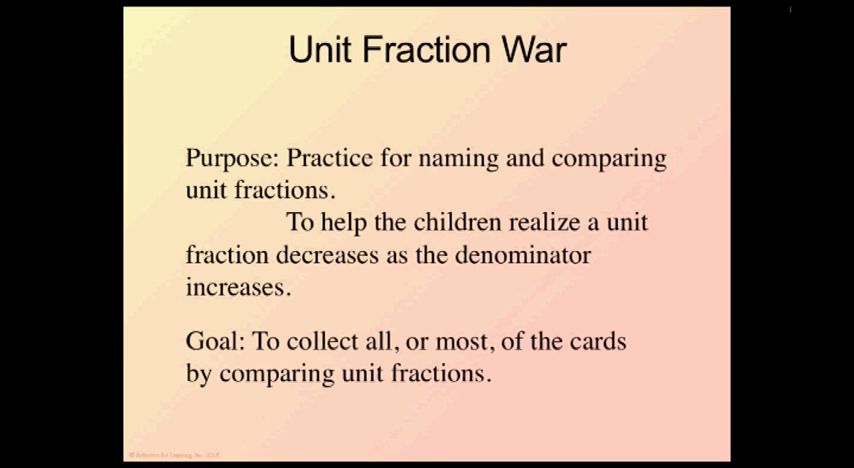 Unit Fraction War
Purpose: Practice for naming and comparing
unit fractions.
To help the children realize a unit
fraction decreases as the denominator
increases.
Goal: To collect all, or most, of the cards
by comparing unit fractions.